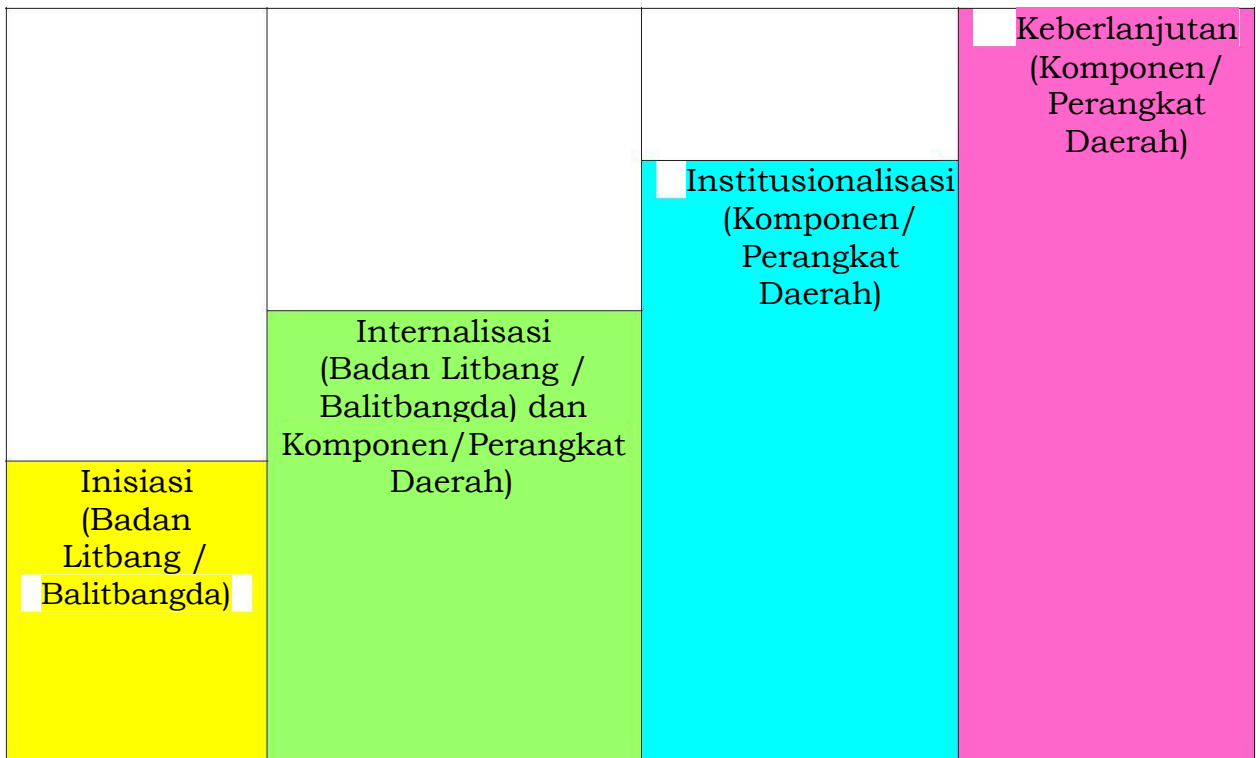 Keberlanjutan
(Komponen/
Perangkat
Daerah)
Institusionalisasi
(Komponen/
Perangkat
Daerah)
Internalisasi
(Badan Litbang /
Balitbangda) dan
Komponen/Perangkat
Daerah)
Inisiasi
(Badan
Litbang /
Balitbangda)